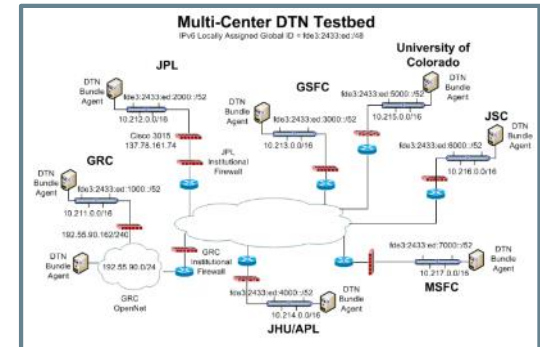 Multi-Center DTN Testbed
IPv6 Locally Assigned Global ID = fde3:2433:ed:/48
JPL
DTN
Bundle
Agent
fde3:2433:ed:2000::/52
10.212.0.0/16
Cisco 3015
137.78.161.74
JPL
Institutional
Firewall
GSFC
DTN
Bundle
Agent
fde3:2433:ed:3000::/52
10.213.0.0/16
University of
Colorado
DTN
Bundle
Agent
fde3:2433:ed:5000::/52
10.215.0.0/16
JSC
DTN
Bundle
Agent
fde3:2433:ed:6000::/52
10.216.0.0/16
GRC
DTN
Bundle
Agent
fde3:2433:ed:1000::/52
10.211.0.0/16
192.55.90.162/240
192.55.90.0/24
DTN
Bundle
Agent
GRC
OpenNet
GRC
Institutional
Firewall
fde3:2433:ed:4000::/52
10.214.0.0/16
DTN
Bundle
Agent
JHU/APL
fde3:2433:ed:7000::/52
10.217.0.0/16
DTN
Bundle
Agent
MSFC